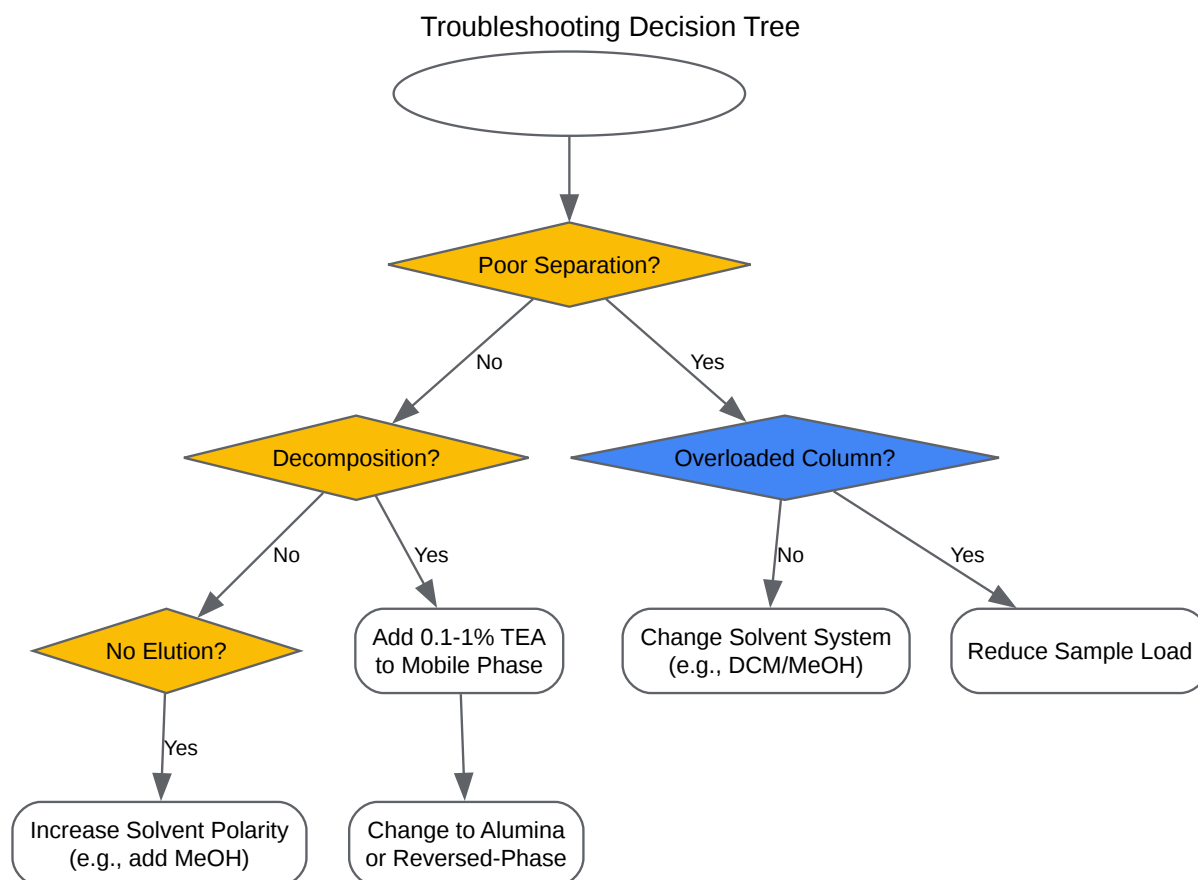 Troubleshooting Decision Tree
Poor Separation?
No
Yes
Decomposition?
Overloaded Column?
No
Yes
No
Yes
No Elution?
Add 0.1-1% TEA
to Mobile Phase
Change Solvent System
(e.g., DCM/MeOH)
Reduce Sample Load
Yes
Increase Solvent Polarity
(e.g., add MeOH)
Change to Alumina
or Reversed-Phase